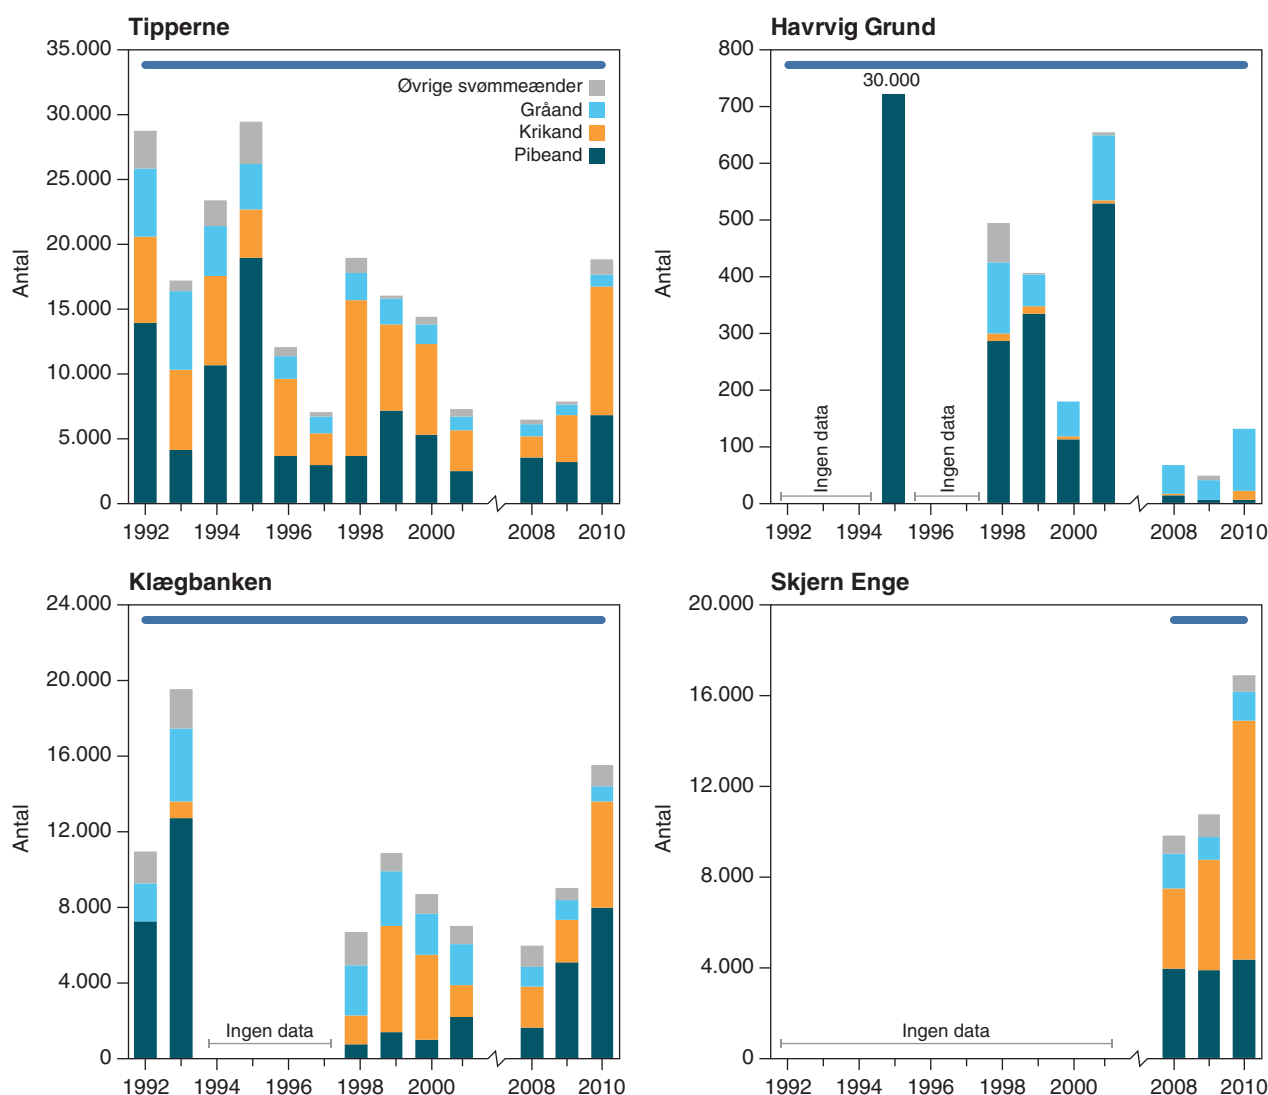 Tipperne
35.000
30.000
25.000
20.000
15.000
10.000
5.000
0
Antal
Øvrige svømmeænder
Gråand
Krikand
Pibeand
1992 1994 1996 1998 2000 2008 2010
Havrvig Grund
800
700
600
500
400
300
200
100
0
Antal
30.000
Ingen data
Ingen data
1992 1994 1996 1998 2000 2008 2010
Klægbanken
24.000
20.000
16.000
12.000
8.000
4.000
0
Antal
Ingen data
1992 1994 1996 1998 2000 2008 2010
Skjern Enge
20.000
16.000
12.000
8.000
4.000
0
Antal
Ingen data
1992 1994 1996 1998 2000 2008 2010